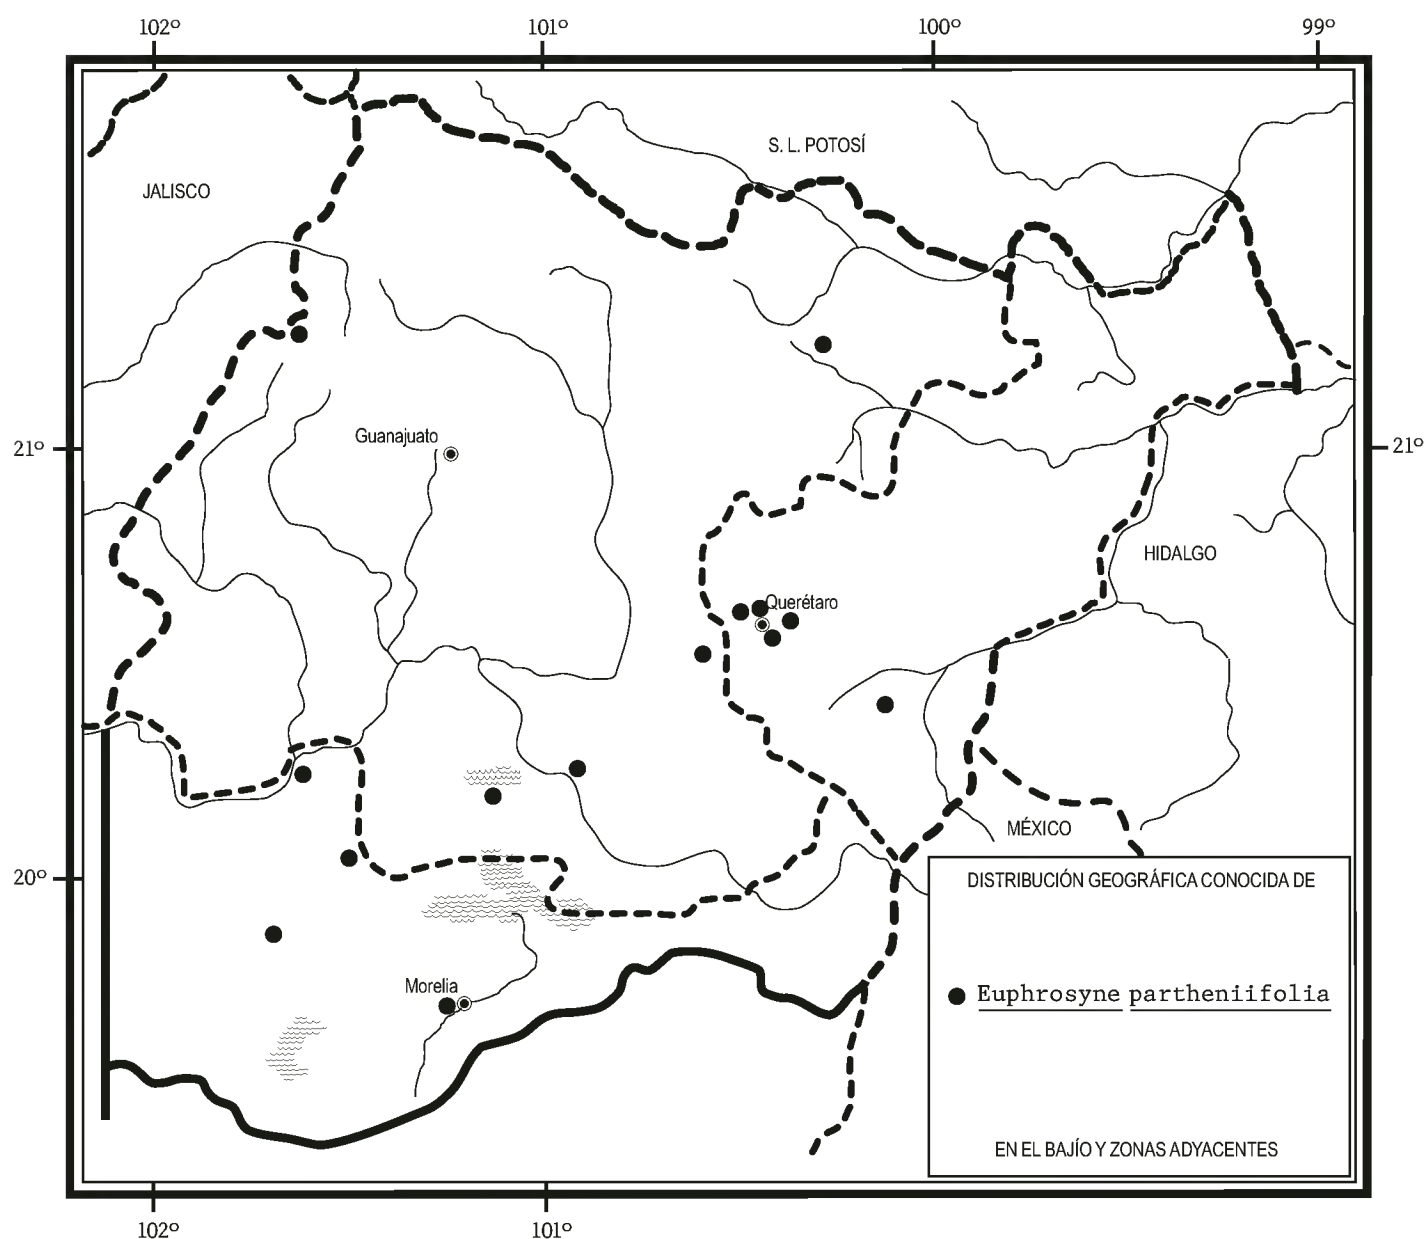 102º 101º 100º 99º
S. L. POTOSÍ
JALISCO
Guanajuato
21º 21º
HIDALGO
Querétaro
MÉXICO
20º
DISTRIBUCIÓN GEOGRÁFICA CONOCIDA DE
Morelia
Euphrosyne partheniifolia
EN EL BAJÍO Y ZONAS ADYACENTES
102º 101º